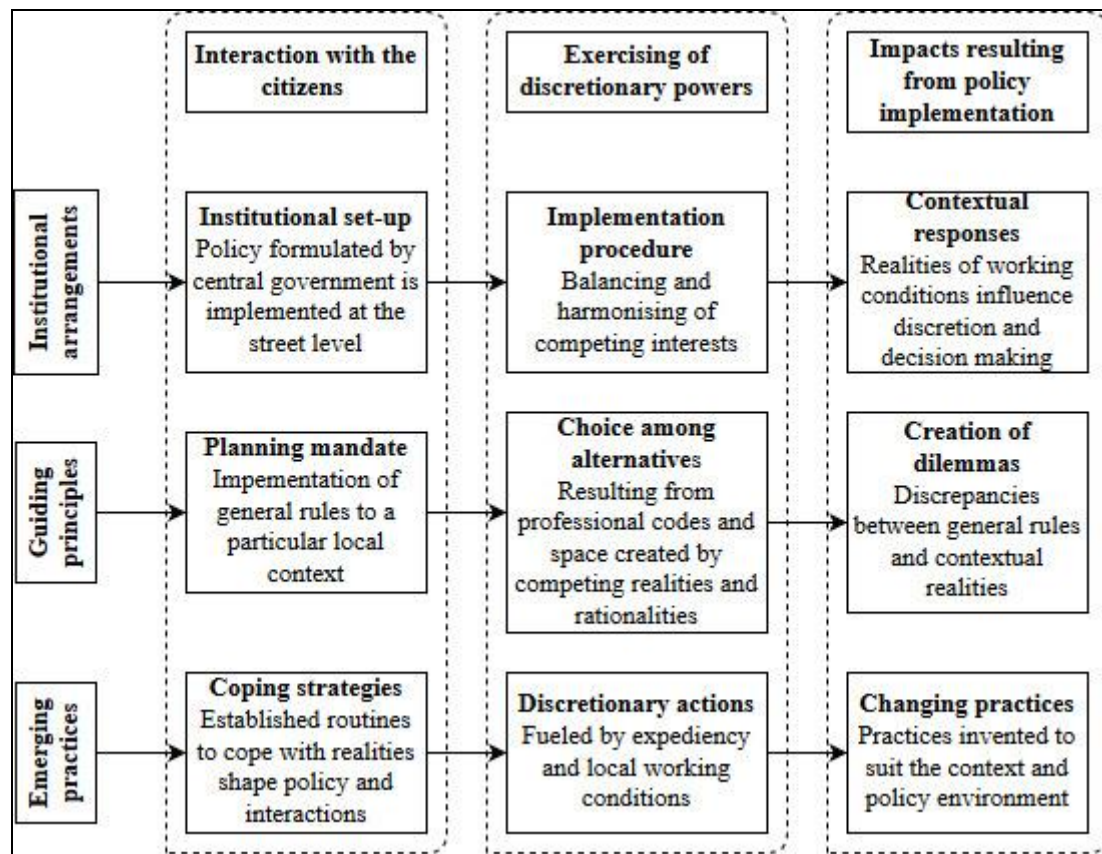 Interaction with the
citizens
Exercising of
discretionary powers
Impacts resulting
from policy
implementation
Institutional
arrangements
Institutional set-up
Policy formulated by
central government is
implemented at the
street level
Implementation
procedure
Balancing and
harmonising of
competing interests
Contextual
responses
Realities of working
conditions influence
discretion and
decision making
Guiding
principles
Planning mandate
Impementation of
general rules to a
particular local
context
Choice among
alternatives
Resulting from
professional codes and
space created by
competing realities and
rationalities
Creation of
dilemmas
Discrepancies
between general rules
and contextual
realities
Emerging
practices
Coping strategies
Established routines
to cope with realities
shape policy and
interactions
Discretionary actions
Fueled by expediency
and local working
conditions
Changing practices
Practices invented to
suit the context and
policy environment